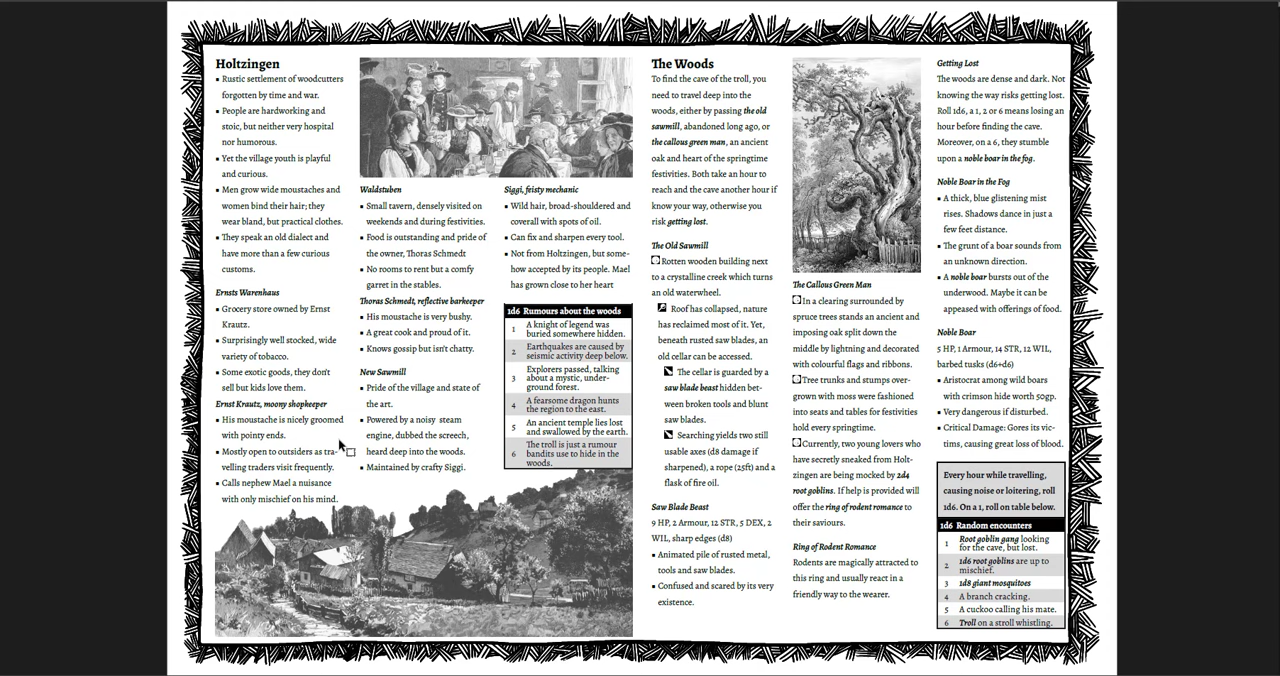 Holtzingen
▪ Rustic settlement of woodcutters
forgotten by time and war.
▪ People are hardworking and
stoic, but neither very hospital
nor humorous.
▪ Yet the village youth is playful
and curious.
▪ Men grow wide moustaches and
women bind their hair; they
wear bland, but practical clothes.
▪ They speak an old dialect and
have more than a few curious
customs.
Ernsts Warenhaus
▪ Grocery store owned by Ernst
Krautz.
▪ Surprisingly well stocked, wide
variety of tobacco.
▪ Some exotic goods, they don't
sell but kids love them.
Ernst Krautz, moony shopkeeper
▪ His moustache is nicely groomed
with pointy ends.
▪ Mostly open to outsiders as tra-
velling traders visit frequently.
▪ Calls nephew Mael a nuisance
with only mischief on his mind.
Waldstuben
▪ Small tavern, densely visited on
weekends and during festivities.
▪ Food is outstanding and pride of
the owner, Thoras Schmedt
▪ No rooms to rent but a comfy
garret in the stables.
Thoras Schmedt, reflective barkeeper
▪ His moustache is very bushy.
▪ A great cook and proud of it.
▪ Knows gossip but isn't chatty.
New Sawmill
▪ Pride of the village and state of
the art.
▪ Powered by a noisy steam
engine, dubbed the screech,
heard deep into the woods.
▪ Maintained by crafty Siggi.
Siggi, feisty mechanic
▪ Wild hair, broad-shouldered and
coverall with spots of oil.
▪ Can fix and sharpen every tool.
▪ Not from Holtzingen, but some-
how accepted by its people. Mael
has grown close to her heart
1d6 Rumours about the woods
1 A knight of legend was
buried somewhere hidden.
2 Earthquakes are caused by
seismic activity deep below.
3 Explorers passed, talking
about a mystic, under-
ground forest.
4 A fearsome dragon hunts
the region to the east.
5 An ancient temple lies lost
and swallowed by the earth.
6 The troll is just a rumour
bandits use to hide in the
woods.
The Woods
To find the cave of the troll, you
need to travel deep into the
woods, either by passing the old
sawmill, abandoned long ago, or
the callous green man, an ancient
oak and heart of the springtime
festivities. Both take an hour to
reach and the cave another hour if
know your way, otherwise you
risk getting lost.
The Old Sawmill
Rotten wooden building next
to a crystalline creek which turns
an old waterwheel.
Roof has collapsed, nature
has reclaimed most of it. Yet,
beneath rusted saw blades, an
old cellar can be accessed.
The cellar is guarded by a
saw blade beast hidden bet-
ween broken tools and blunt
saw blades.
Searching yields two still
usable axes (d8 damage if
sharpened), a rope (25ft) and a
flask of fire oil.
Saw Blade Beast
9 HP, 2 Armour, 12 STR, 5 DEX, 2
WIL, sharp edges (d8)
▪ Animated pile of rusted metal,
tools and saw blades.
▪ Confused and scared by its very
existence.
The Callous Green Man
In a clearing surrounded by
spruce trees stands an ancient and
imposing oak split down the
middle by lightning and decorated
with colourful flags and ribbons.
Tree trunks and stumps over-
grown with moss were fashioned
into seats and tables for festivities
hold every springtime.
Currently, two young lovers who
have secretly sneaked from Holt-
zingen are being mocked by 2d4
root goblins. If help is provided will
offer the ring of rodent romance to
their saviours.
Ring of Rodent Romance
Rodents are magically attracted to
this ring and usually react in a
friendly way to the wearer.
Getting Lost
The woods are dense and dark. Not
knowing the way risks getting lost.
Roll 1d6, a 1, 2 or 6 means losing an
hour before finding the cave.
Moreover, on a 6, they stumble
upon a noble boar in the fog.
Noble Boar in the Fog
▪ A thick, blue glistening mist
rises. Shadows dance in just a
few feet distance.
▪ The grunt of a boar sounds from
an unknown direction.
▪ A noble boar bursts out of the
underwood. Maybe it can be
appeased with offerings of food.
Noble Boar
5 HP, 1 Armour, 14 STR, 12 WIL,
barbed tusks (d6+d6)
▪ Aristocrat among wild boars
with crimson hide worth 50gp.
▪ Very dangerous if disturbed.
▪ Critical Damage: Gores its vic-
tims, causing great loss of blood.
Every hour while travelling,
causing noise or loitering, roll
1d6. On a 1, roll on table below.
1d6 Random encounters
1 Root goblin gang looking
for the cave, but lost.
2 1d6 root goblins are up to
mischief.
3 1d8 giant mosquitoes
4 A branch cracking.
5 A cuckoo calling his mate.
6 Troll on a stroll whistling.